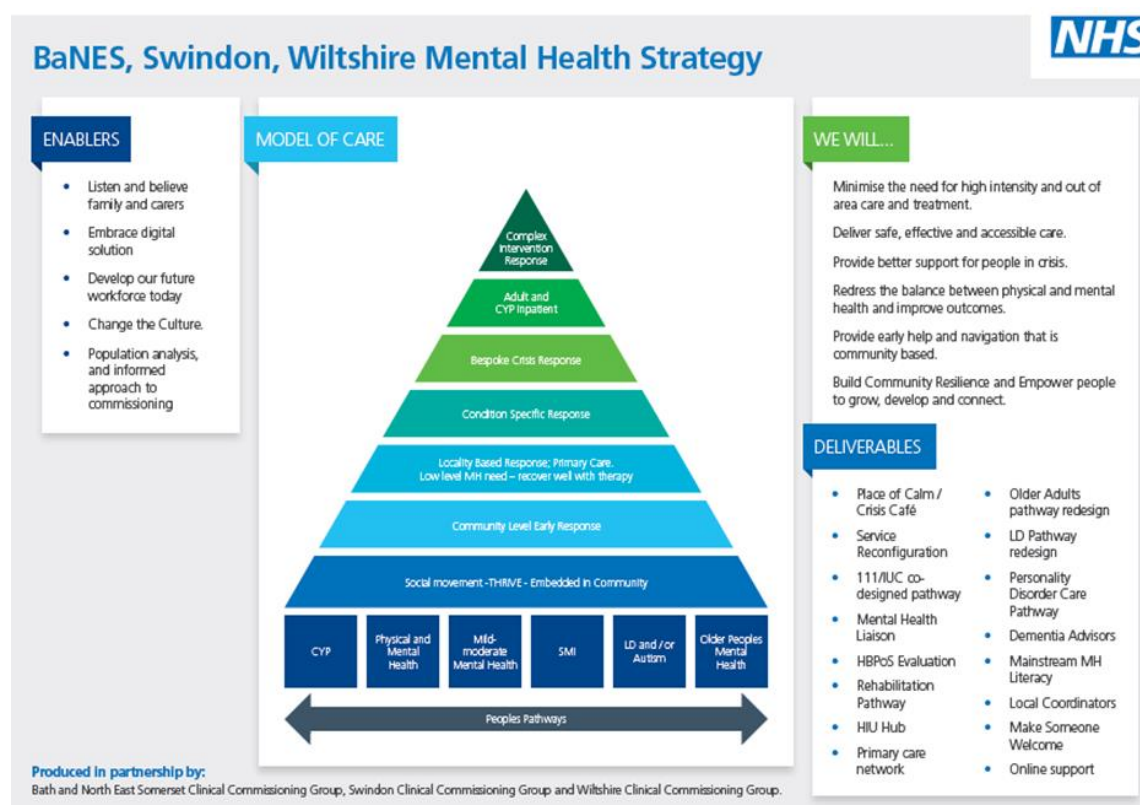 BaNES, Swindon, Wiltshire Mental Health Strategy
NHS
ENABLERS
• Listen and believe
family and carers
• Embrace digital
solution
• Develop our future
workforce today
• Change the Culture.
• Population analysis,
and informed
approach to
commissioning
MODEL OF CARE
Complex
Intervention
Response
Adult and
CYP Inpatient
Bespoke Crisis Response
Condition Specific Response
Locality Based Response; Primary Care.
Low level MH need – recover well with therapy
Community Level Early Response
Social movement -THRIVE - Embedded in Community
CYP
Physical and
Mental
Health
Mild-
moderate
Mental Health
SMI
LD and / or
Autism
Older Peoples
Mental
Health
Peoples Pathways
WE WILL...
Minimise the need for high intensity and out of
area care and treatment.
Deliver safe, effective and accessible care.
Provide better support for people in crisis.
Redress the balance between physical and mental
health and improve outcomes.
Provide early help and navigation that is
community based.
Build Community Resilience and Empower people
to grow, develop and connect.
DELIVERABLES
• Place of Calm /
Crisis Café
• Service
Reconfiguration
• 111/IUC co-
designed pathway
• Mental Health
Liaison
• HBPoS Evaluation
• Rehabilitation
Pathway
• HIU Hub
• Primary care
network
• Older Adults
pathway redesign
• LD Pathway
redesign
• Personality
Disorder Care
Pathway
• Dementia Advisors
• Mainstream MH
Literacy
• Local Coordinators
• Make Someone
Welcome
• Online support
Produced in partnership by:
Bath and North East Somerset Clinical Commissioning Group, Swindon Clinical Commissioning Group and Wiltshire Clinical Commissioning Group.